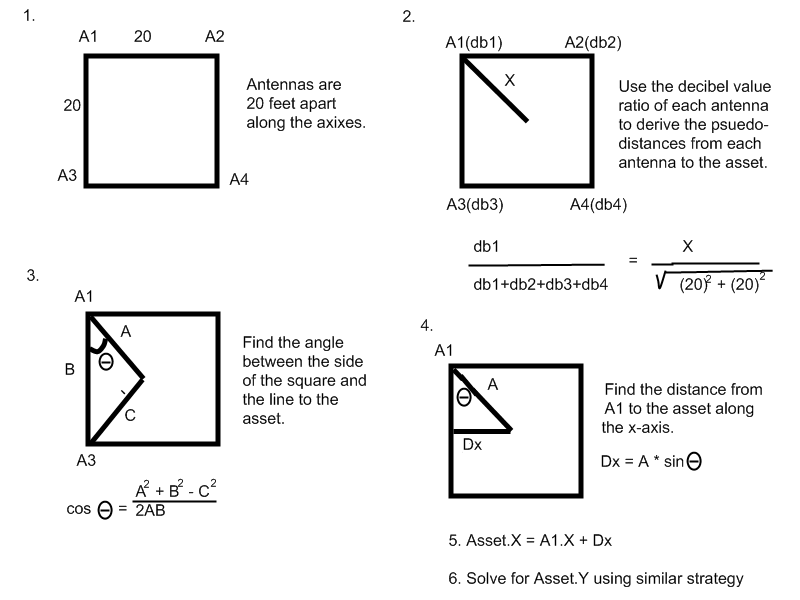 1.
A1 20 A2
20
A3 A4
Antennas are
20 feet apart
along the axixes.
2.
A1(db1) A2(db2)
X
A3(db3) A4(db4)
Use the decibel value
ratio of each antenna
to derive the psuedo-
distances from each
antenna to the asset.
db1 X
=
db1+db2+db3+db4 √ (20)² + (20)²
3.
A1
A
B Θ
C
A3
Find the angle
between the side
of the square and
the line to the
asset.
A² + B² - C²
cos Θ = 2AB
4.
A1
A
Θ
Dx
Find the distance from
A1 to the asset along
the x-axis.
Dx = A * sinΘ
5. Asset.X = A1.X + Dx
6. Solve for Asset.Y using similar strategy